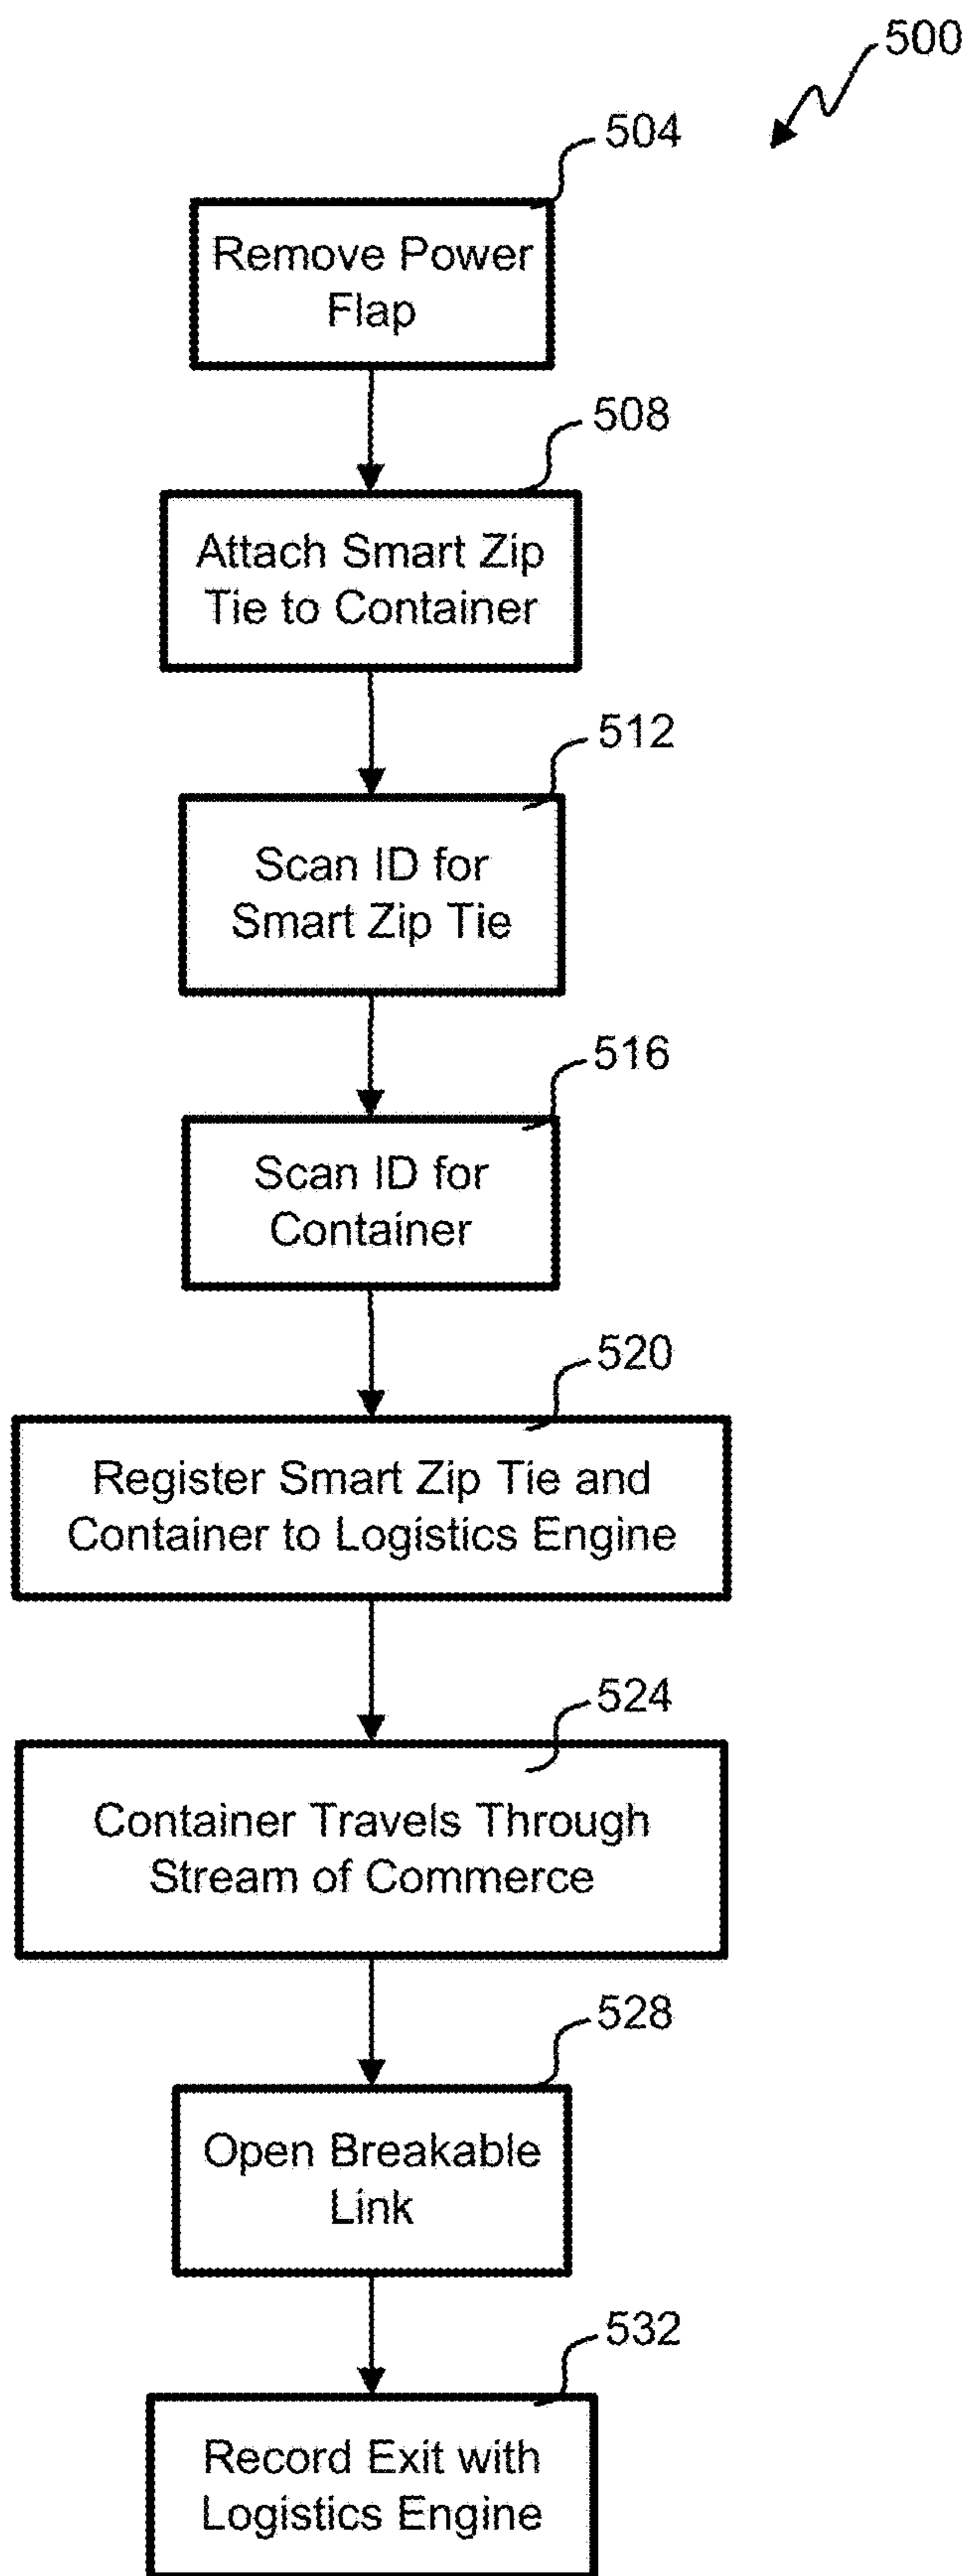 500
504
Remove Power
Flap
508
Attach Smart Zip
Tie to Container
512
Scan ID for
Smart Zip Tie
516
Scan ID for
Container
520
Register Smart Zip Tie and
Container to Logistics Engine
524
Container Travels Through
Stream of Commerce
528
Open Breakable
Link
532
Record Exit with
Logistics Engine